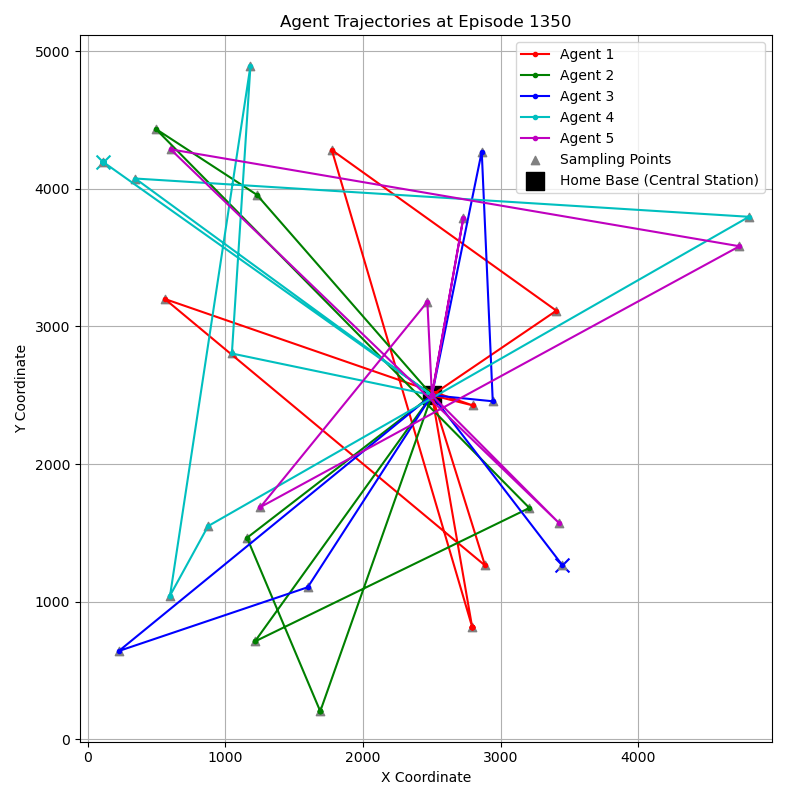 Agent Trajectories at Episode 1350
Agent 1
Agent 2
Agent 3
Agent 4
Agent 5
Sampling Points
Home Base (Central Station)
Y Coordinate
5000
4000
3000
2000
1000
0
0 1000 2000 3000 4000
X Coordinate